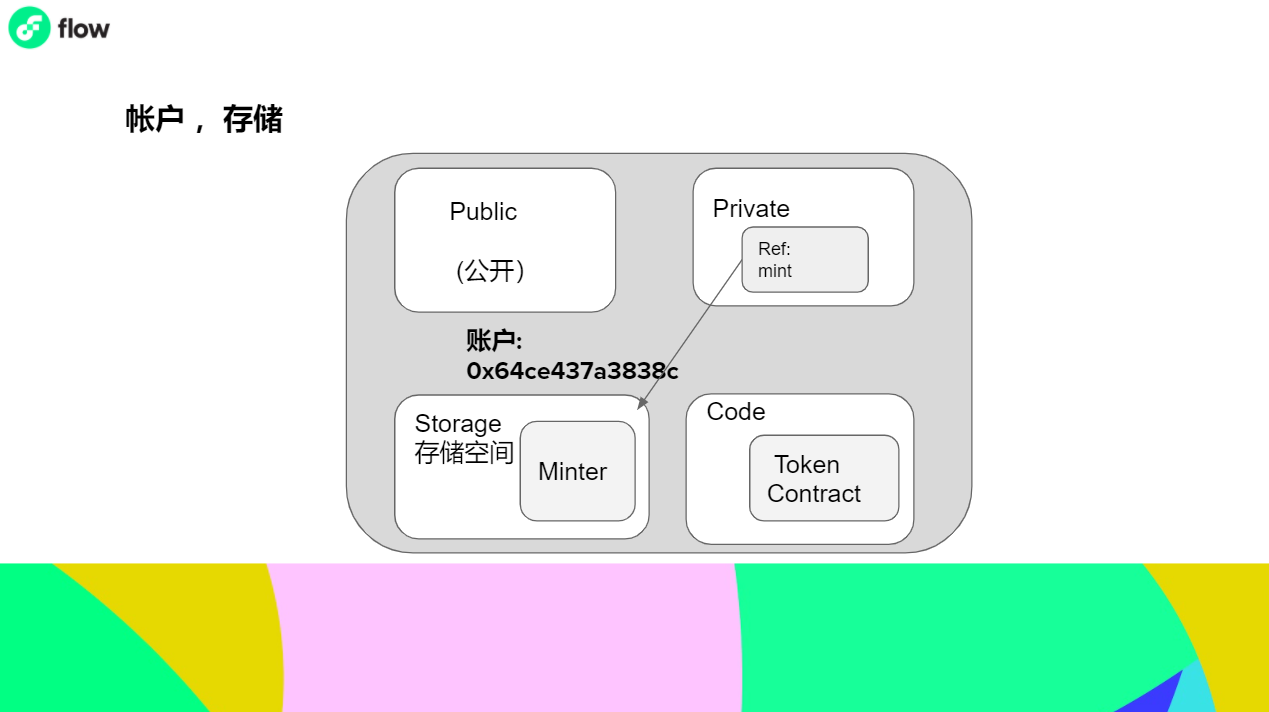 flow
帐户 ，存储
Public
(公开）
Private
Ref:
mint
账户:
0x64ce437a3838c
Storage
存储空间
Minter
Code
Token
Contract